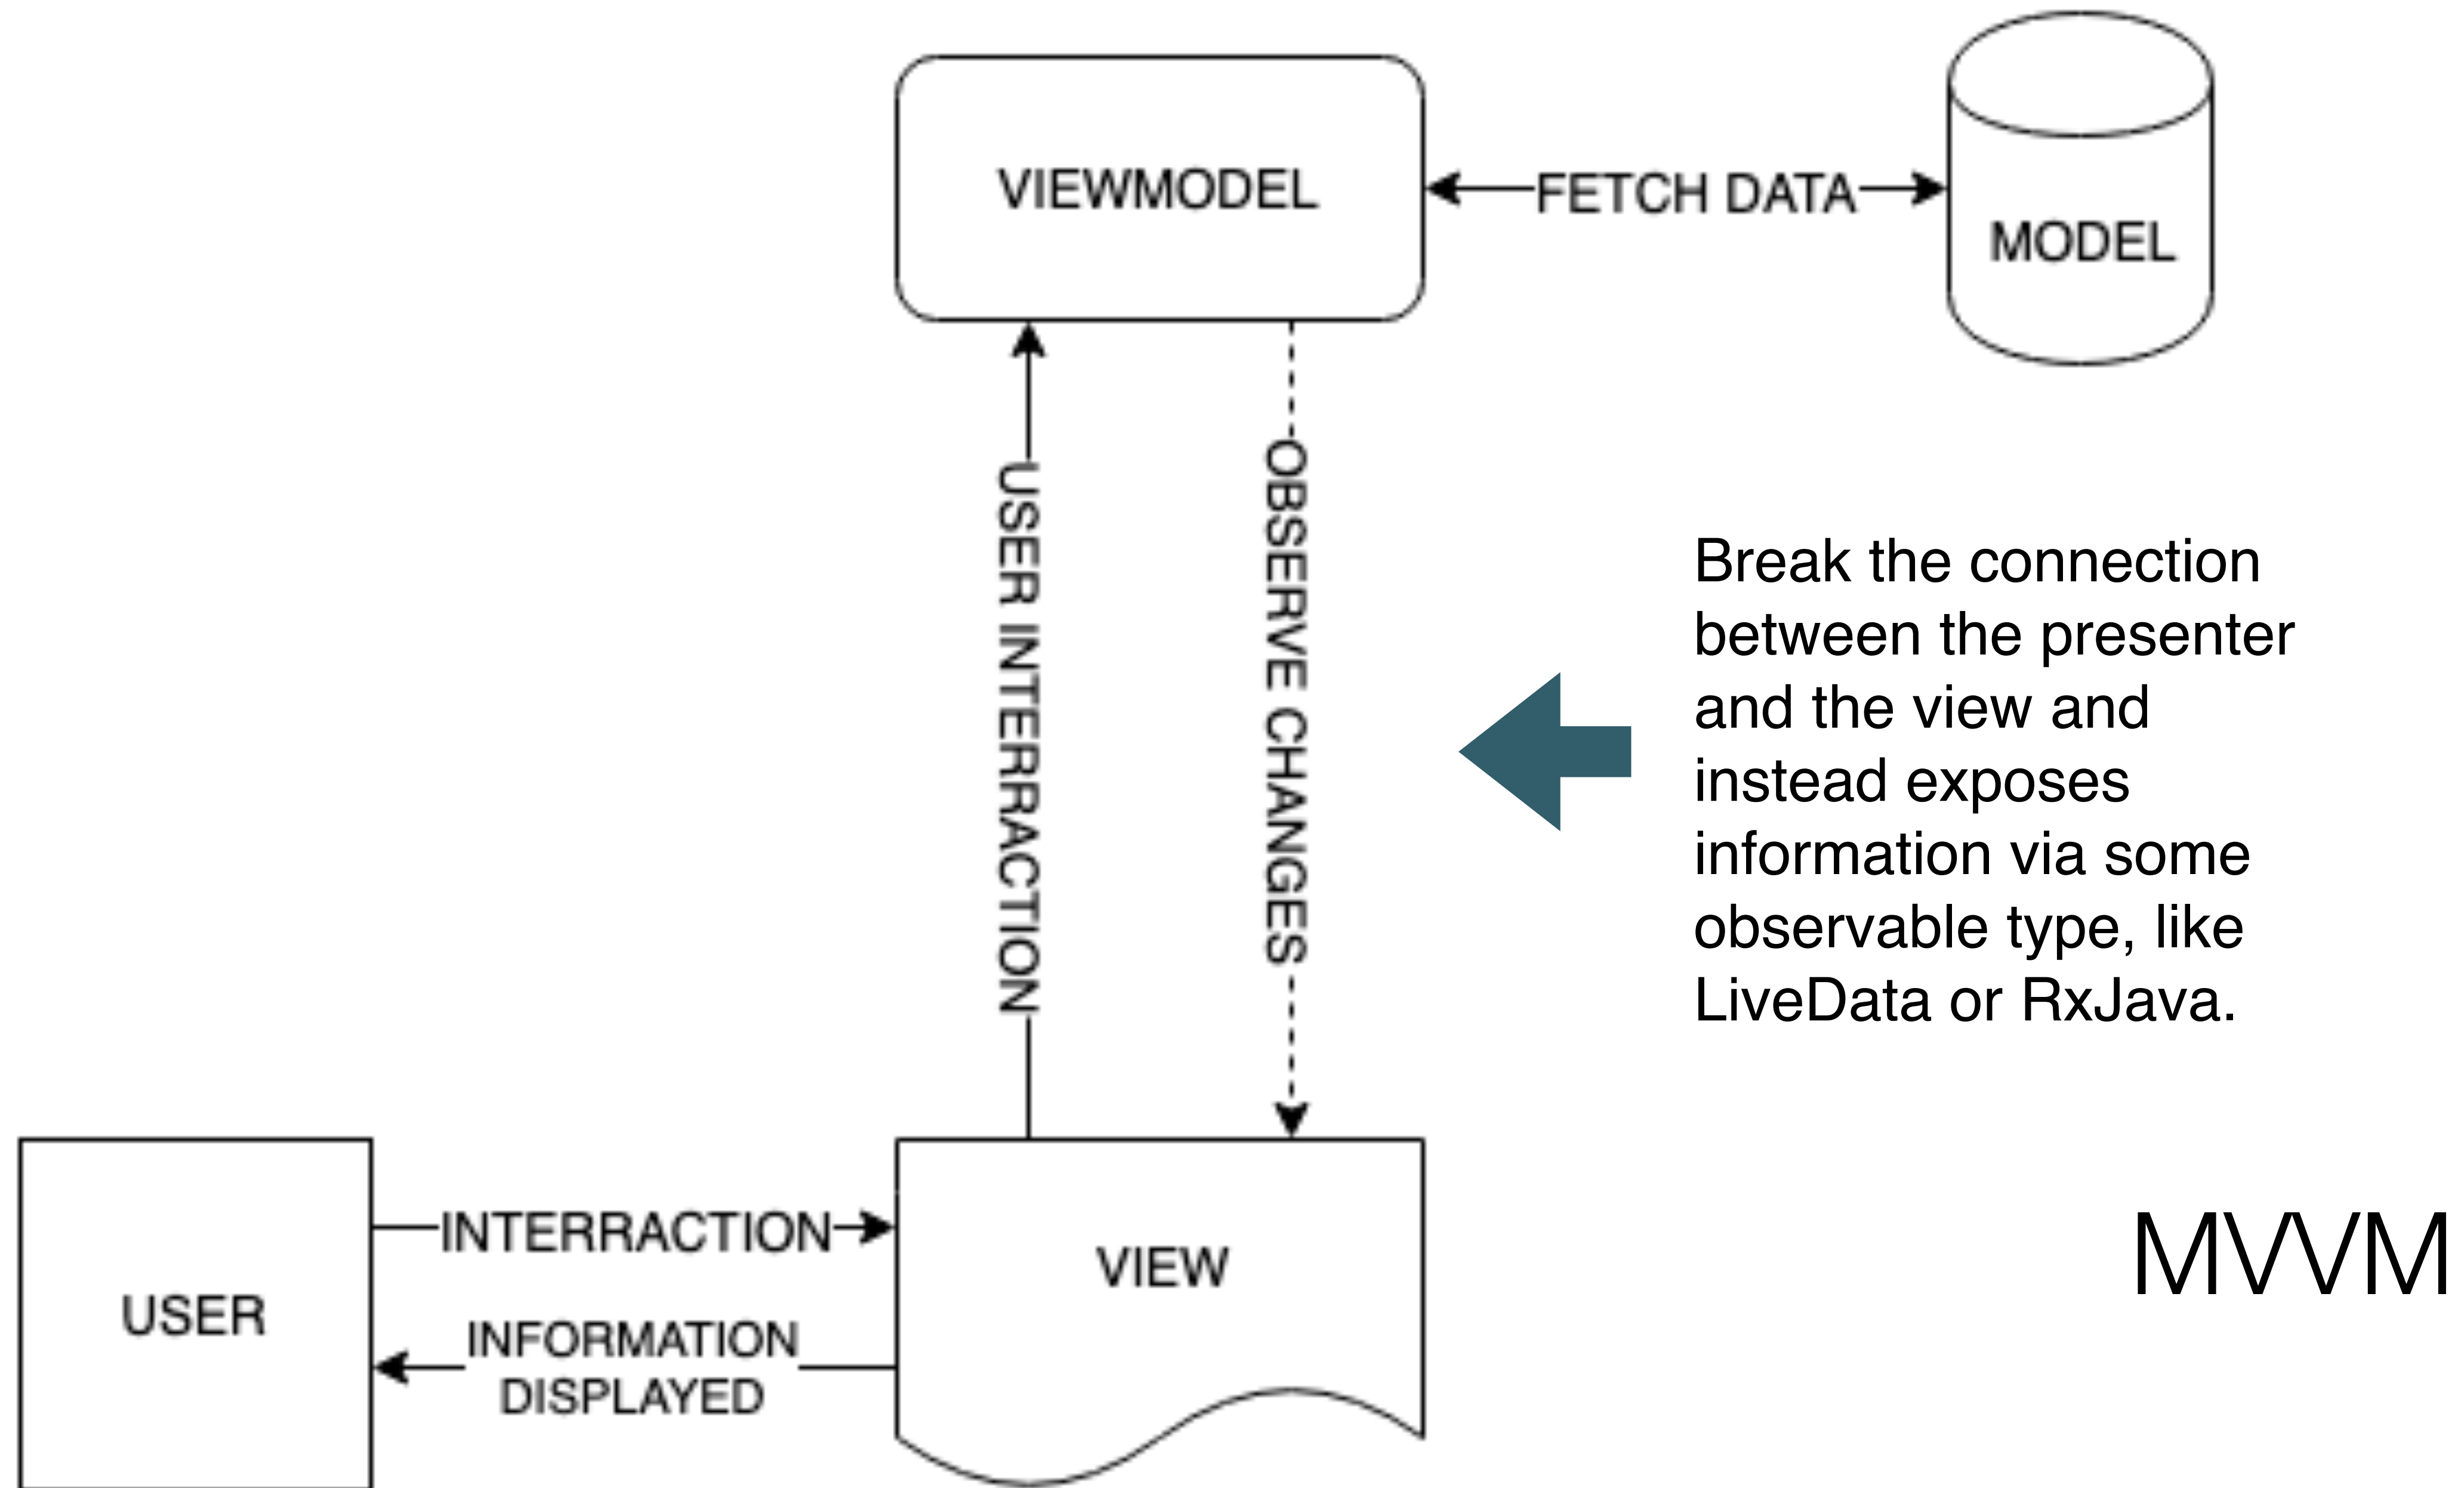 VIEWMODEL
FETCH DATA
MODEL
USER INTERRACTION
OBSERVE CHANGES
Break the connection
between the presenter
and the view and
instead exposes
information via some
observable type, like
LiveData or RxJava.
USER
INTERRACTION
INFORMATION
DISPLAYED
VIEW
MVVM